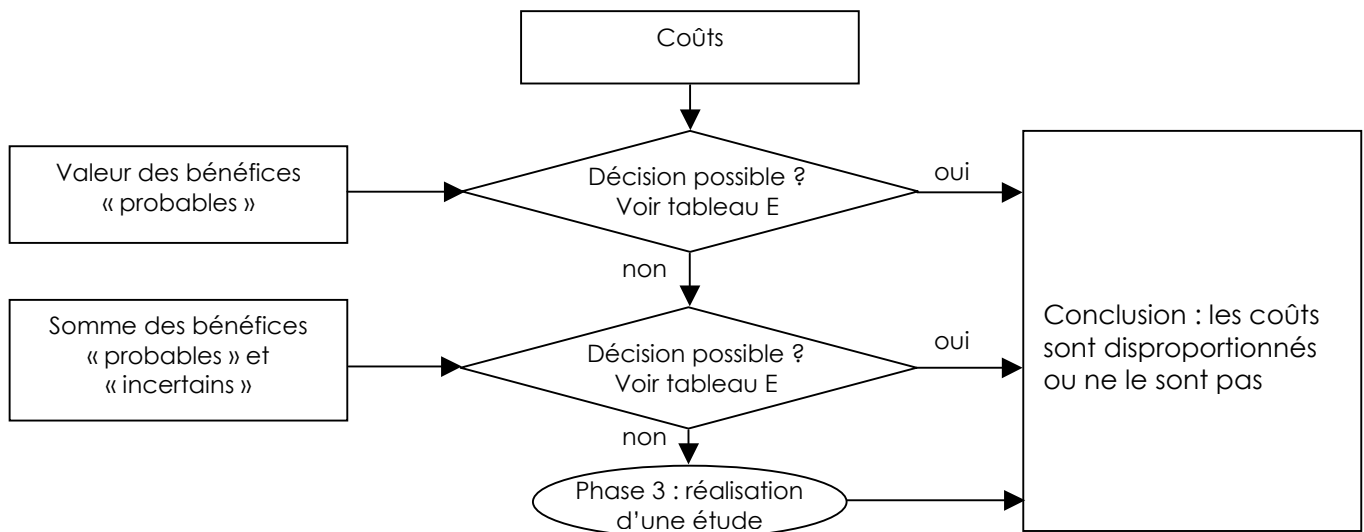 Coûts
Valeur des bénéfices
« probables »
Décision possible ?
Voir tableau E
oui
non
Somme des bénéfices
« probables » et
« incertains »
Décision possible ?
Voir tableau E
oui
non
Conclusion : les coûts
sont disproportionnés
ou ne le sont pas
Phase 3 : réalisation
d'une étude